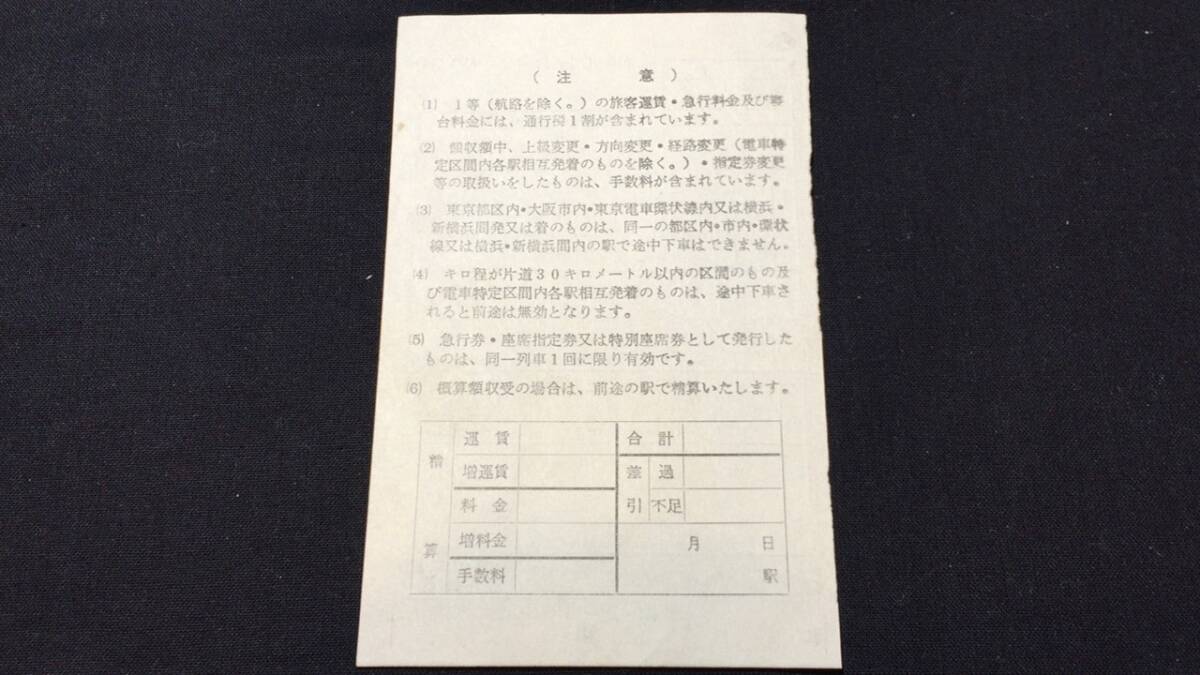 （注　　意）
(1)　1等（航路を除く。）の旅客運賃・急行料金及び寝
台料金には、通行税1割が含まれています。
(2)　領収額中、上級変更・方向変更・経路変更（電車特
定区間内各駅相互発着のものを除く。）・指定券変更
等の取扱いをしたものは、手数料が含まれています。
(3)　東京都区内・大阪市内・東京電車環状線内又は横浜・
新横浜間発又は着のものは、同一の都区内・市内・環状
線又は横浜・新横浜間内の駅で途中下車はできません。
(4)　キロ程が片道30キロメートル以内の区間のもの及
び電車特定区間内各駅相互発着のものは、途中下車さ
れると前途は無効となります。
(5)　急行券・座席指定券又は特別座席券として発行した
ものは、同一列車1回に限り有効です。
(6)　概算額収受の場合は、前途の駅で精算いたします。
精算
運賃
増運賃
料金
増料金
手数料
合計
差引
過
不足
月　日
駅